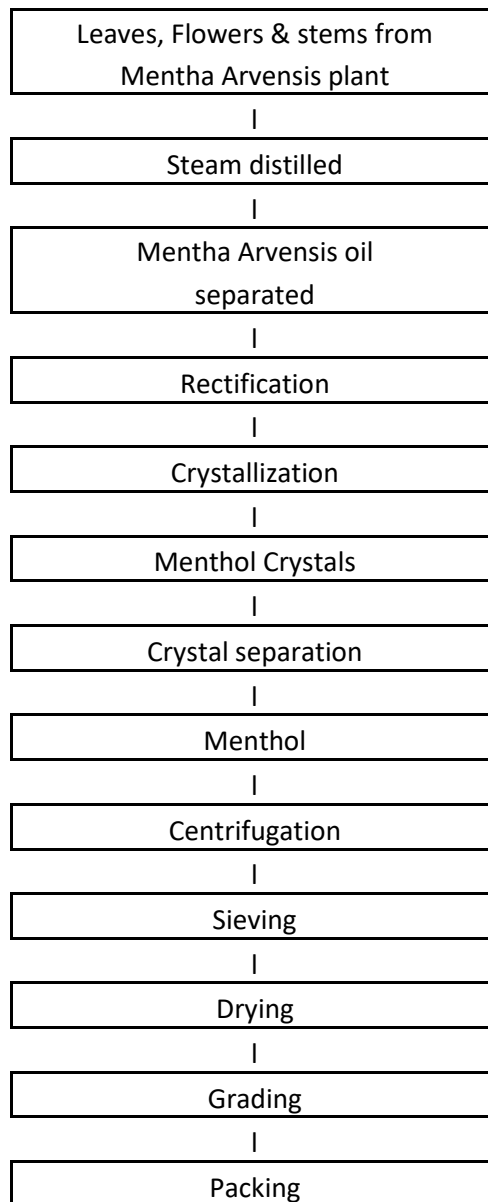 Leaves, Flowers & stems from
Mentha Arvensis plant
Steam distilled
Mentha Arvensis oil
separated
Rectification
Crystallization
Menthol Crystals
Crystal separation
Menthol
Centrifugation
Sieving
Drying
Grading
Packing